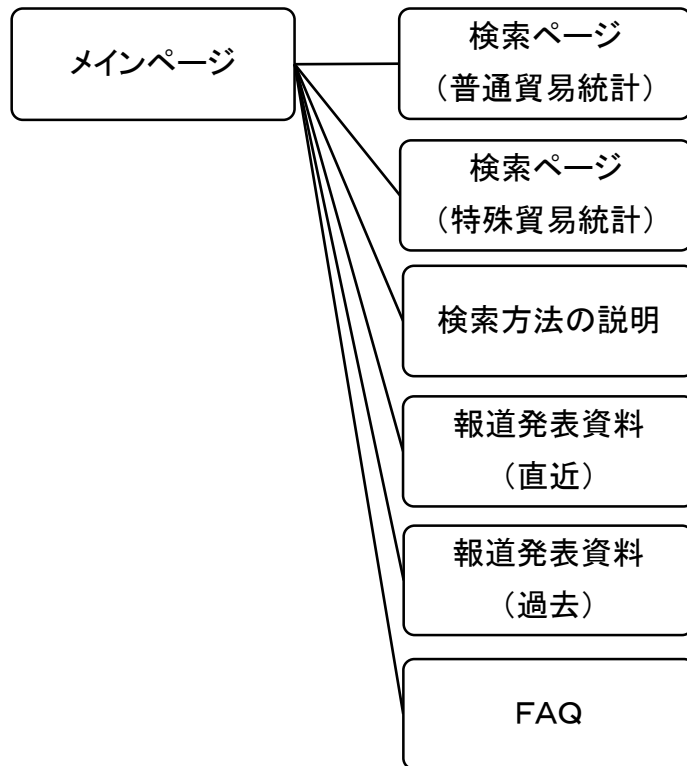 メインページ
検索ページ
（普通貿易統計）
検索ページ
（特殊貿易統計）
検索方法の説明
報道発表資料
（直近）
報道発表資料
（過去）
ＦＡＱ